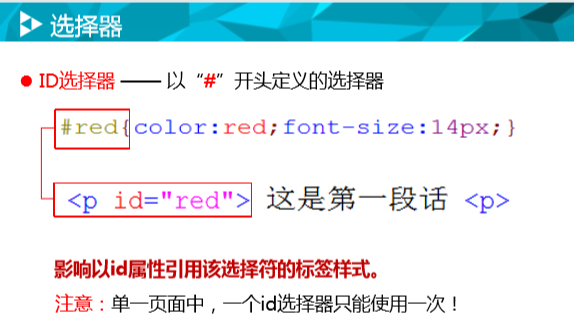 选择器
ID选择器 —— 以“#”开头定义的选择器
#red{color:red;font-size:14px;}
<p id="red"> 这是第一段话 <p>
影响以id属性引用该选择符的标签样式。
注意：单一页面中，一个id选择器只能使用一次！